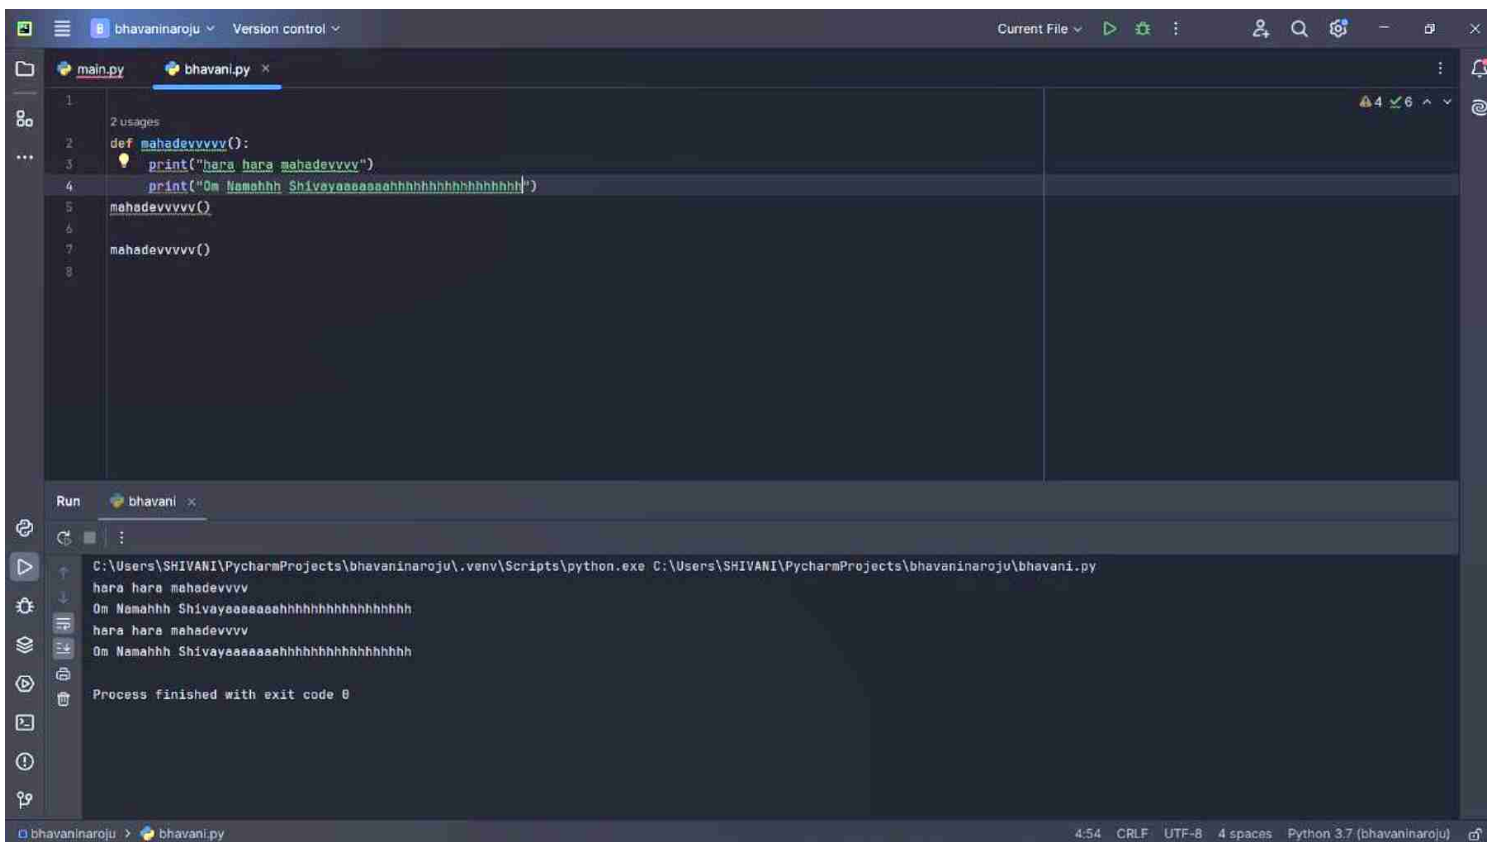 B bhavaninaroju Version control Current File
main.py bhavani.py
1
4 6
2 usages
2 def mahadevvvvv():
3 print("hara hara mahadevvvv")
4 print("Om Namahhh Shivayaaaaaaahhhhhhhhhhhhhhhhh")
5 mahadevvvvv()
6
7 mahadevvvvv()
8
Run bhavani
C:\Users\SHIVANI\PycharmProjects\bhavaninaroju\.venv\Scripts\python.exe C:\Users\SHIVANI\PycharmProjects\bhavaninaroju\bhavani.py
hara hara mahadevvvv
Om Namahhh Shivayaaaaaaahhhhhhhhhhhhhhhhh
hara hara mahadevvvv
Om Namahhh Shivayaaaaaaahhhhhhhhhhhhhhhhh
Process finished with exit code 0
bhavaninaroju > bhavani.py 4:54 CRLF UTF-8 4 spaces Python 3.7 (bhavaninaroju)